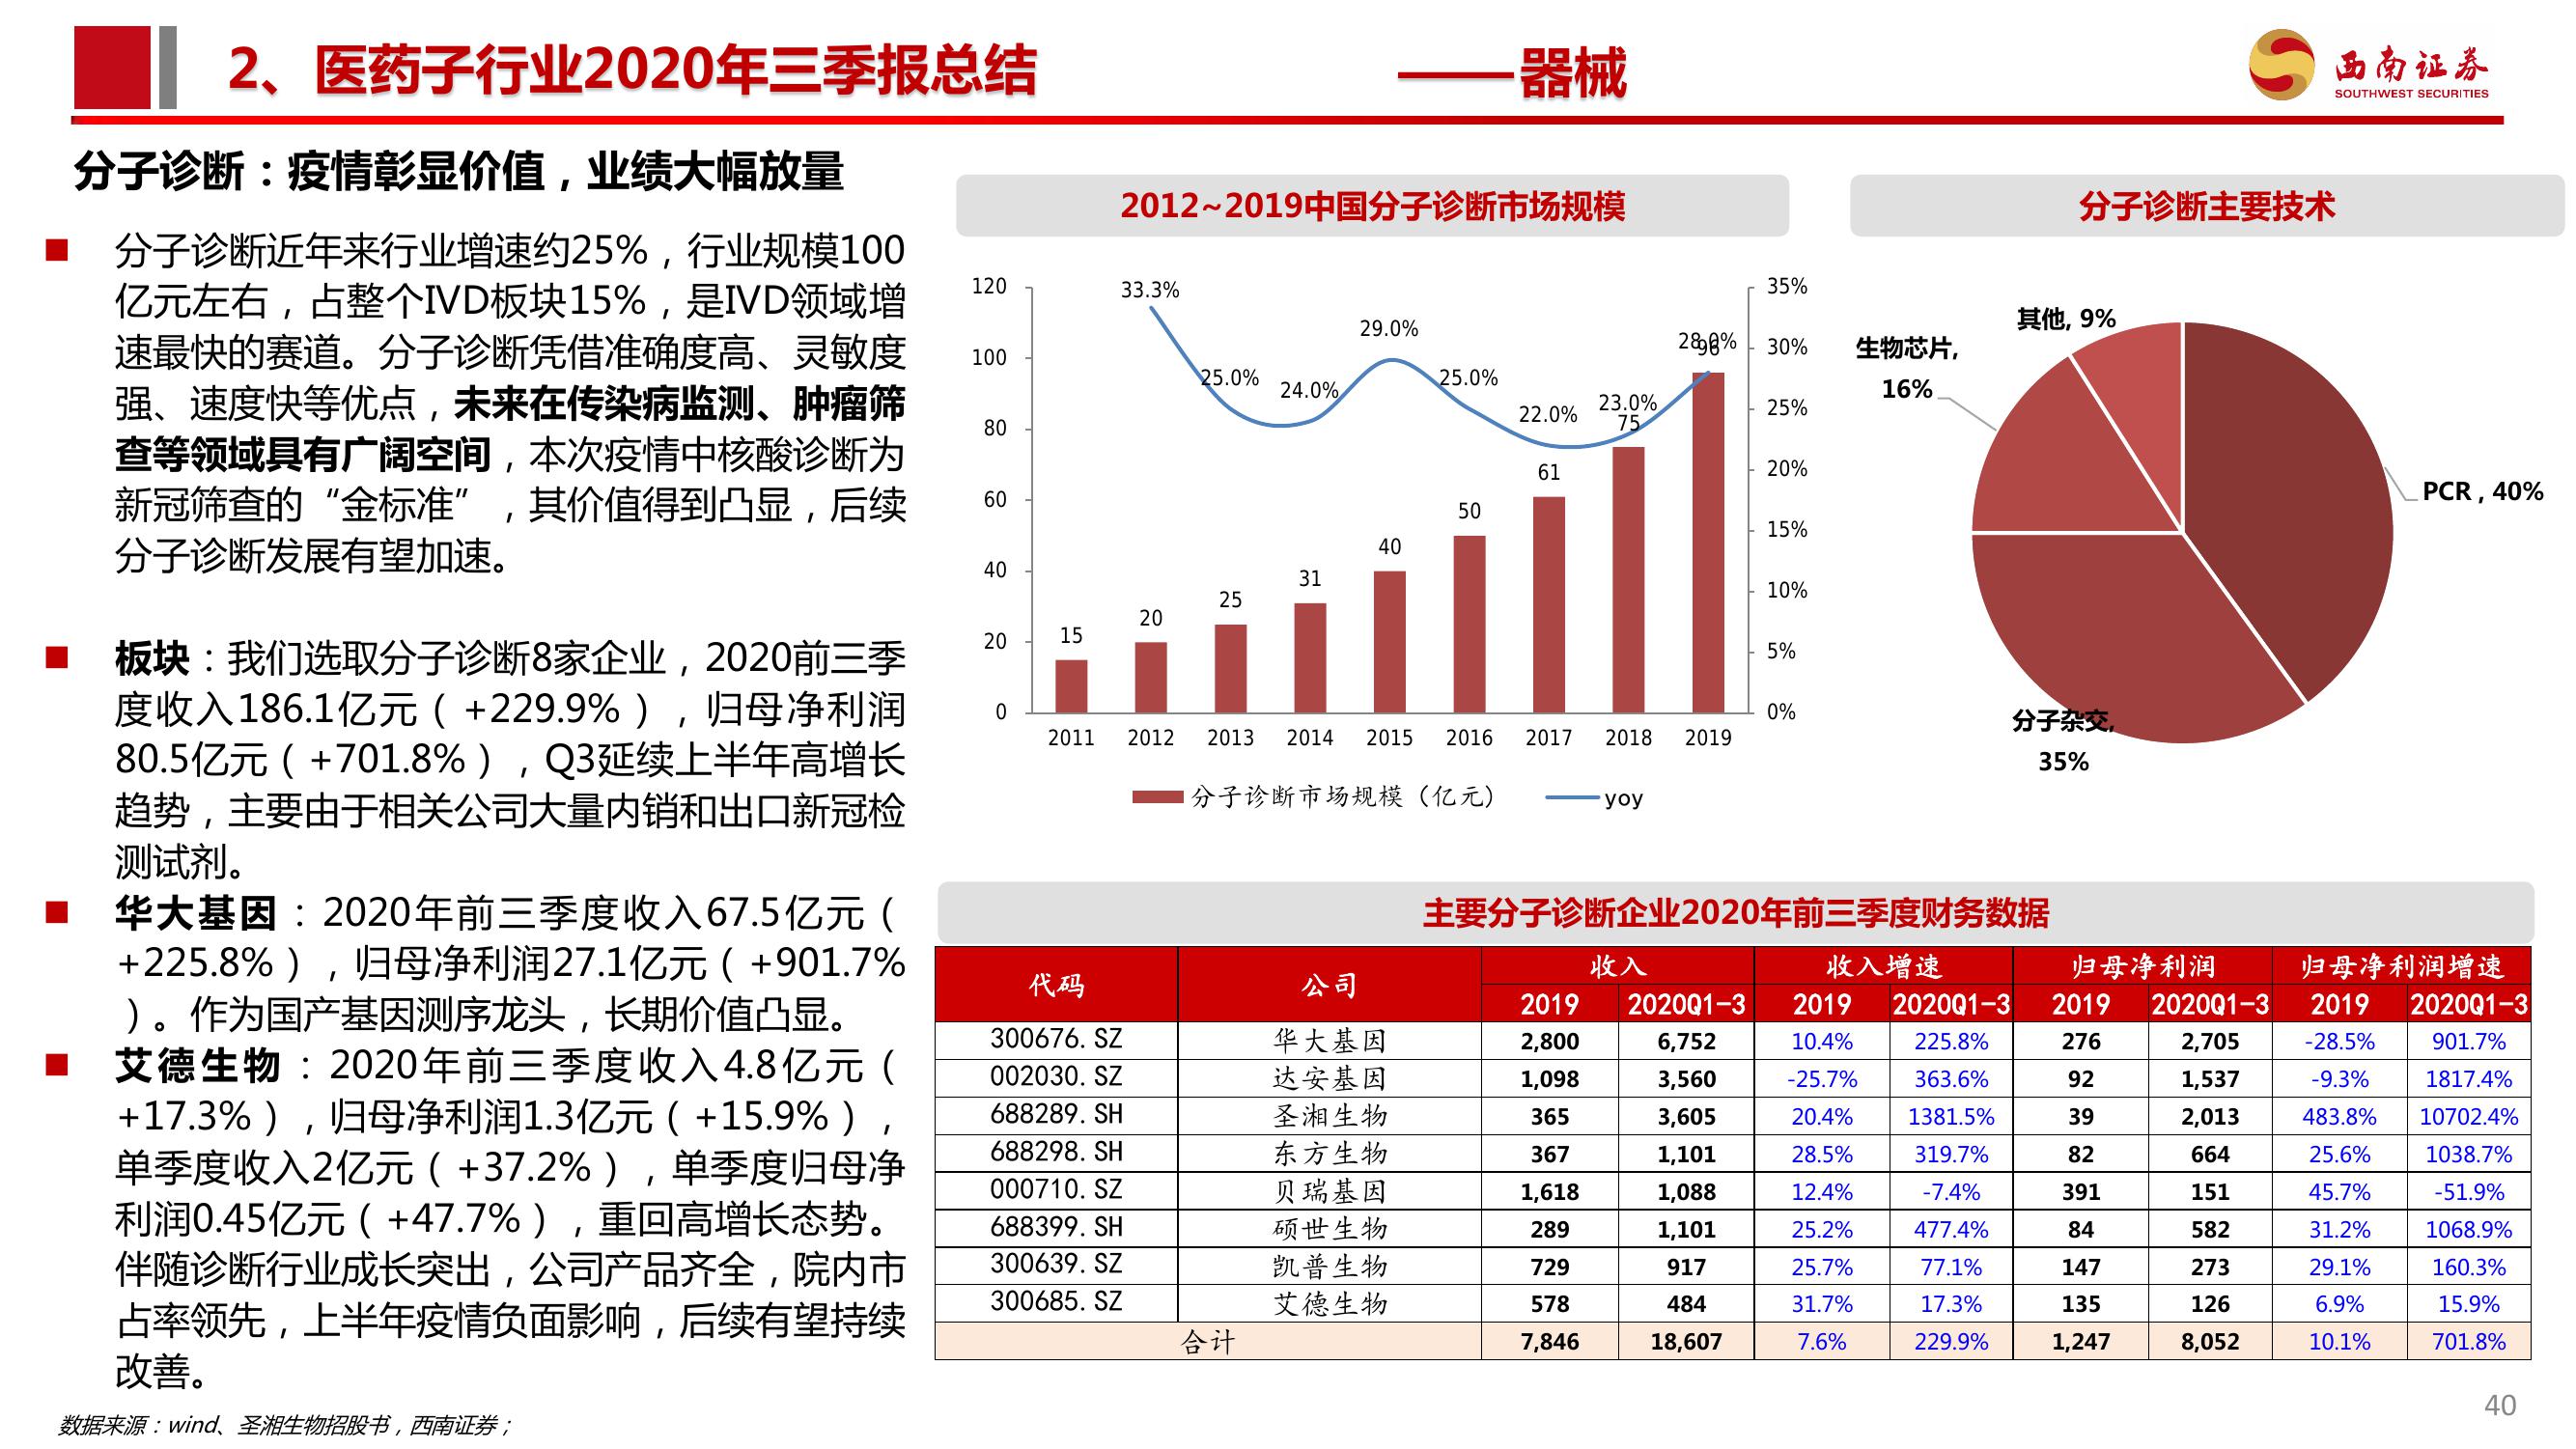 2、医药子行业2020年三季报总结 ——器械
西南证券
SOUTHWEST SECURITIES
分子诊断：疫情彰显价值，业绩大幅放量
■ 分子诊断近年来行业增速约25%，行业规模100
亿元左右，占整个IVD板块15%，是IVD领域增
速最快的赛道。分子诊断凭借准确度高、灵敏度
强、速度快等优点，未来在传染病监测、肿瘤筛
查等领域具有广阔空间，本次疫情中核酸诊断为
新冠筛查的“金标准”，其价值得到凸显，后续
分子诊断发展有望加速。
■ 板块：我们选取分子诊断8家企业，2020前三季
度收入186.1亿元（+229.9%），归母净利润
80.5亿元（+701.8%），Q3延续上半年高增长
趋势，主要由于相关公司大量内销和出口新冠检
测试剂。
■ 华大基因：2020年前三季度收入67.5亿元（
+225.8%），归母净利润27.1亿元（+901.7%
）。作为国产基因测序龙头，长期价值凸显。
■ 艾德生物：2020年前三季度收入4.8亿元（
+17.3%），归母净利润1.3亿元（+15.9%），
单季度收入2亿元（+37.2%），单季度归母净
利润0.45亿元（+47.7%），重回高增长态势。
伴随诊断行业成长突出，公司产品齐全，院内市
占率领先，上半年疫情负面影响，后续有望持续
改善。
2012~2019中国分子诊断市场规模
120
100
80
60
40
20
0
35%
30%
25%
20%
15%
10%
5%
0%
33.3%
25.0%
24.0%
29.0%
25.0%
22.0%
23.0%
28.0%
15
20
25
31
40
50
61
75
96
2011 2012 2013 2014 2015 2016 2017 2018 2019
分子诊断市场规模（亿元） yoy
分子诊断主要技术
其他, 9%
生物芯片,
16%
PCR , 40%
分子杂交,
35%
主要分子诊断企业2020年前三季度财务数据
代码 公司 收入 收入增速 归母净利润 归母净利润增速
2019 2020Q1-3 2019 2020Q1-3 2019 2020Q1-3 2019 2020Q1-3
300676.SZ 华大基因 2,800 6,752 10.4% 225.8% 276 2,705 -28.5% 901.7%
002030.SZ 达安基因 1,098 3,560 -25.7% 363.6% 92 1,537 -9.3% 1817.4%
688289.SH 圣湘生物 365 3,605 20.4% 1381.5% 39 2,013 483.8% 10702.4%
688298.SH 东方生物 367 1,101 28.5% 319.7% 82 664 25.6% 1038.7%
000710.SZ 贝瑞基因 1,618 1,088 12.4% -7.4% 391 151 45.7% -51.9%
688399.SH 硕世生物 289 1,101 25.2% 477.4% 84 582 31.2% 1068.9%
300639.SZ 凯普生物 729 917 25.7% 77.1% 147 273 29.1% 160.3%
300685.SZ 艾德生物 578 484 31.7% 17.3% 135 126 6.9% 15.9%
合计 7,846 18,607 7.6% 229.9% 1,247 8,052 10.1% 701.8%
数据来源：wind、圣湘生物招股书，西南证券；
40